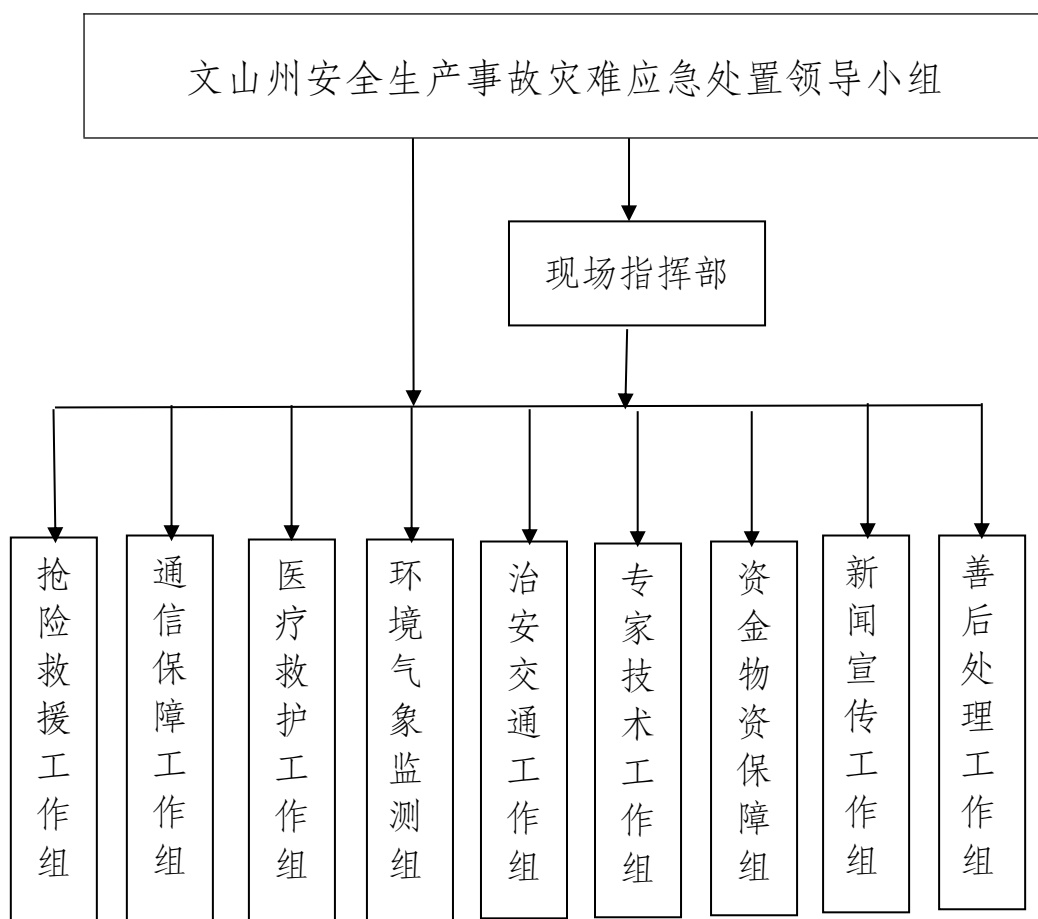 文山州安全生产事故灾难应急处置领导小组
现场指挥部
抢险救援工作组
通信保障工作组
医疗救护工作组
环境气象监测组
治安交通工作组
专家技术工作组
资金物资保障组
新闻宣传工作组
善后处理工作组